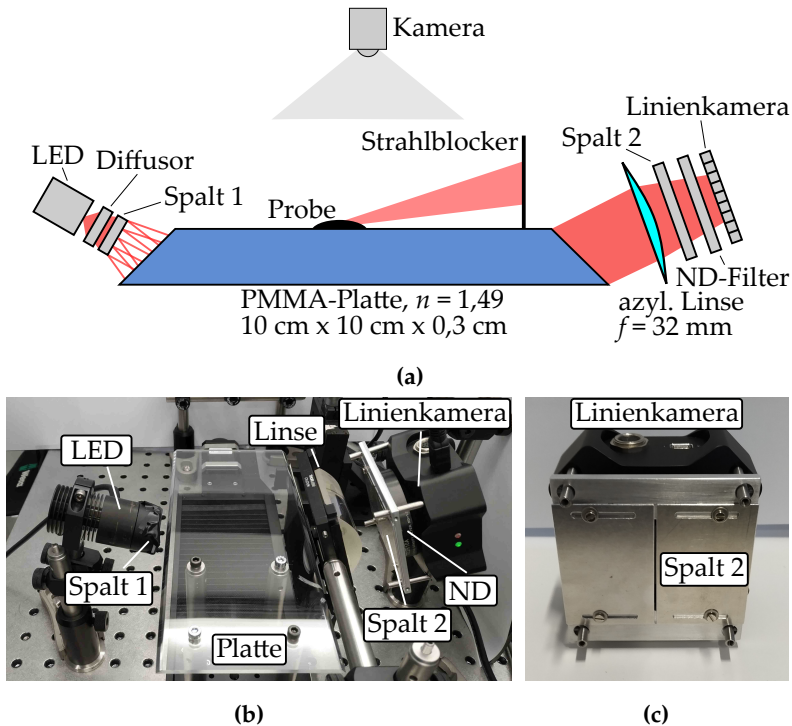 Kamera
Linienkamera
Strahlblocker
Spalt 2
LED
Diffusor
Spalt 1
Probe
ND-Filter
PMMA-Platte, n = 1,49
10 cm x 10 cm x 0,3 cm
azyl. Linse
f = 32 mm
(a)
Linienkamera
Linse
LED
Spalt 1
ND
Spalt 2
Platte
(b)
Linienkamera
Spalt 2
(c)